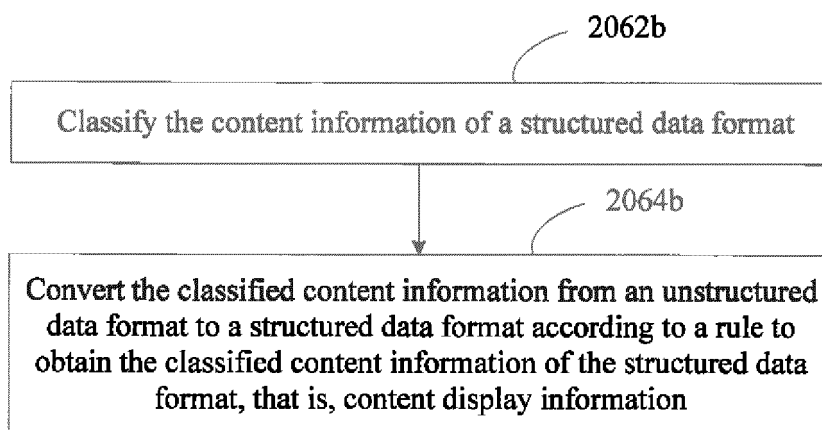 2062b
Classify the content information of a structured data format
2064b
Convert the classified content information from an unstructured
data format to a structured data format according to a rule to
obtain the classified content information of the structured data
format, that is, content display information